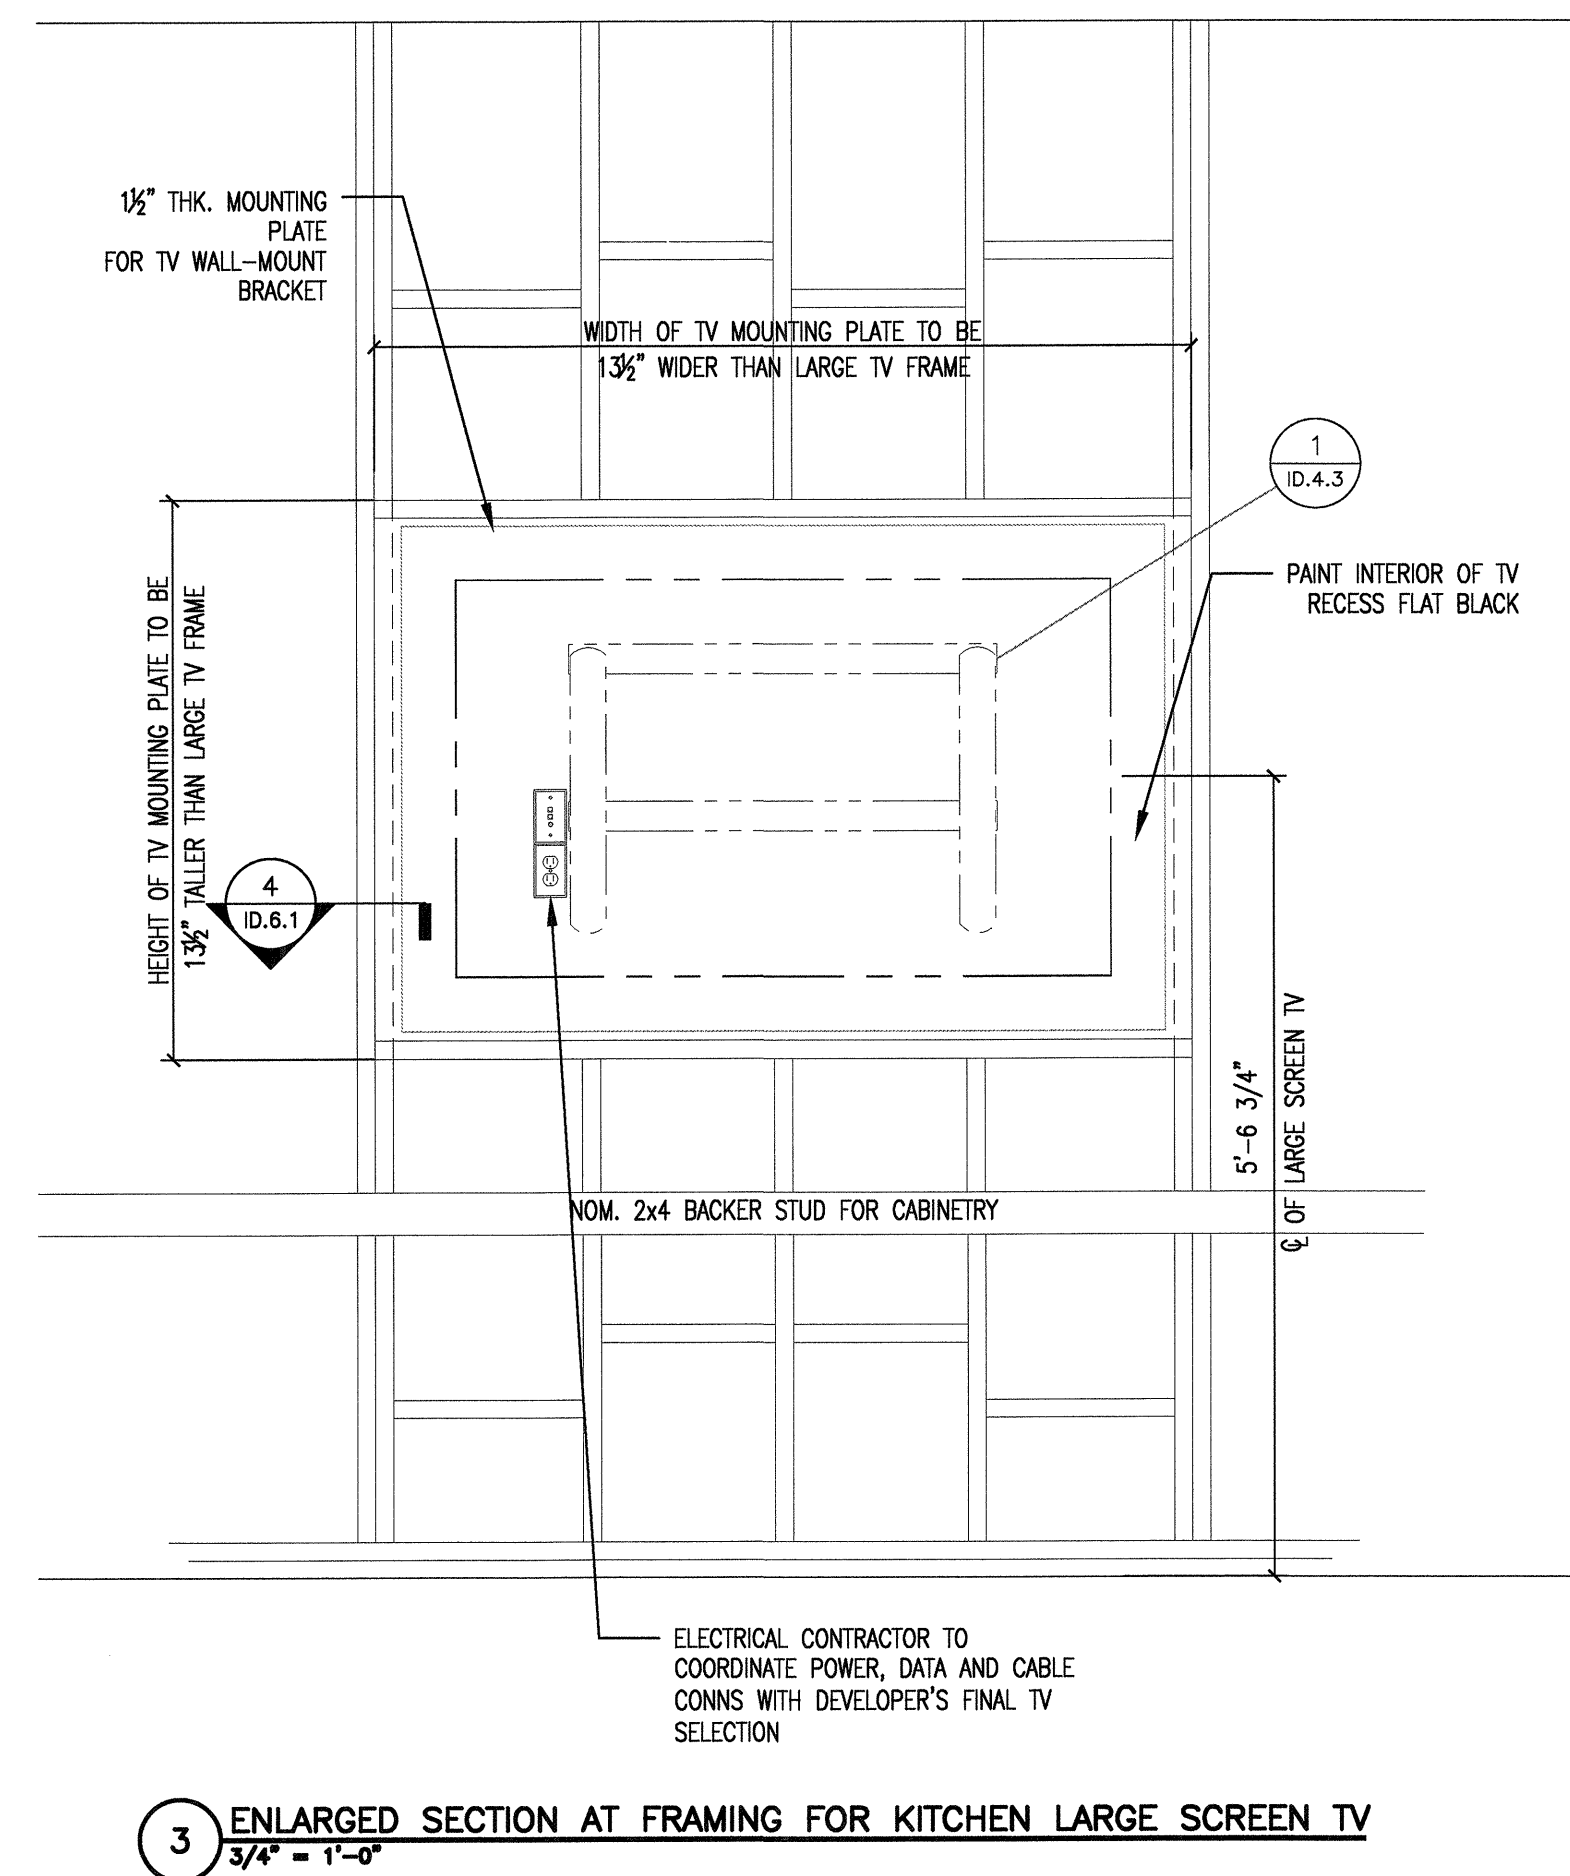 1½" THK. MOUNTING
PLATE
FOR TV WALL-MOUNT
BRACKET
WIDTH OF TV MOUNTING PLATE TO BE
13½" WIDER THAN LARGE TV FRAME
1
ID.4.3
PAINT INTERIOR OF TV
RECESS FLAT BLACK
HEIGHT OF TV MOUNTING PLATE TO BE
13½" TALLER THAN LARGE TV FRAME
4
ID.6.1
5'-6 3/4"
℄ OF LARGE SCREEN TV
NOM. 2x4 BACKER STUD FOR CABINETRY
ELECTRICAL CONTRACTOR TO
COORDINATE POWER, DATA AND CABLE
CONNS WITH DEVELOPER'S FINAL TV
SELECTION
3
ENLARGED SECTION AT FRAMING FOR KITCHEN LARGE SCREEN TV
3/4" = 1'-0"